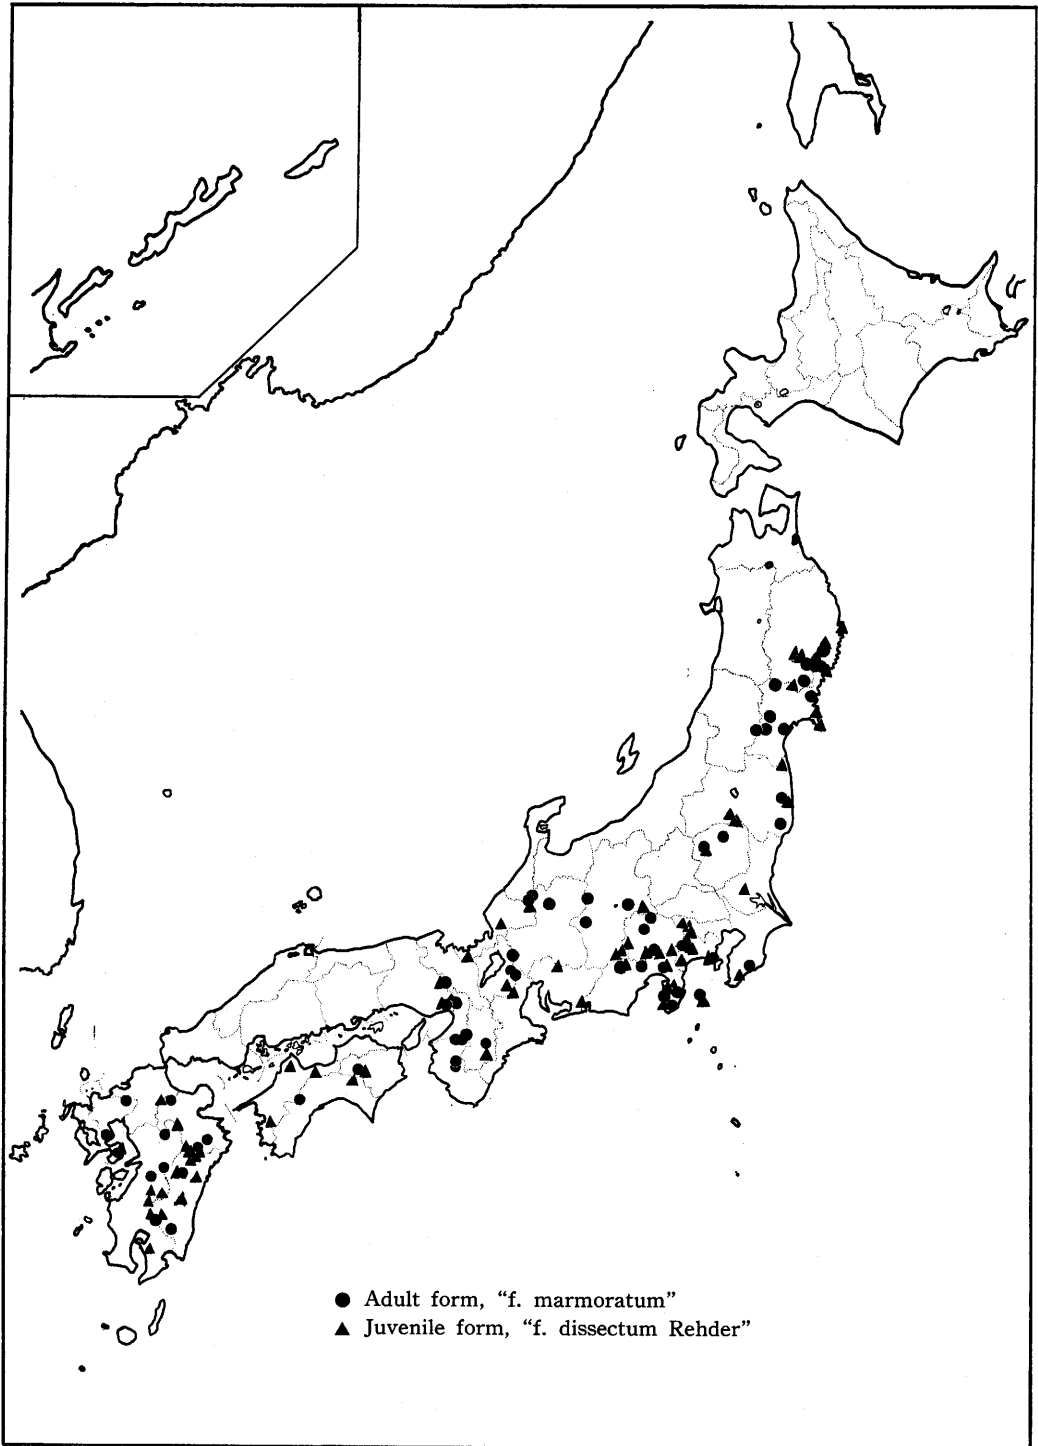 ● Adult form, “f. marmoratum”
▲ Juvenile form, “f. dissectum Rehder”